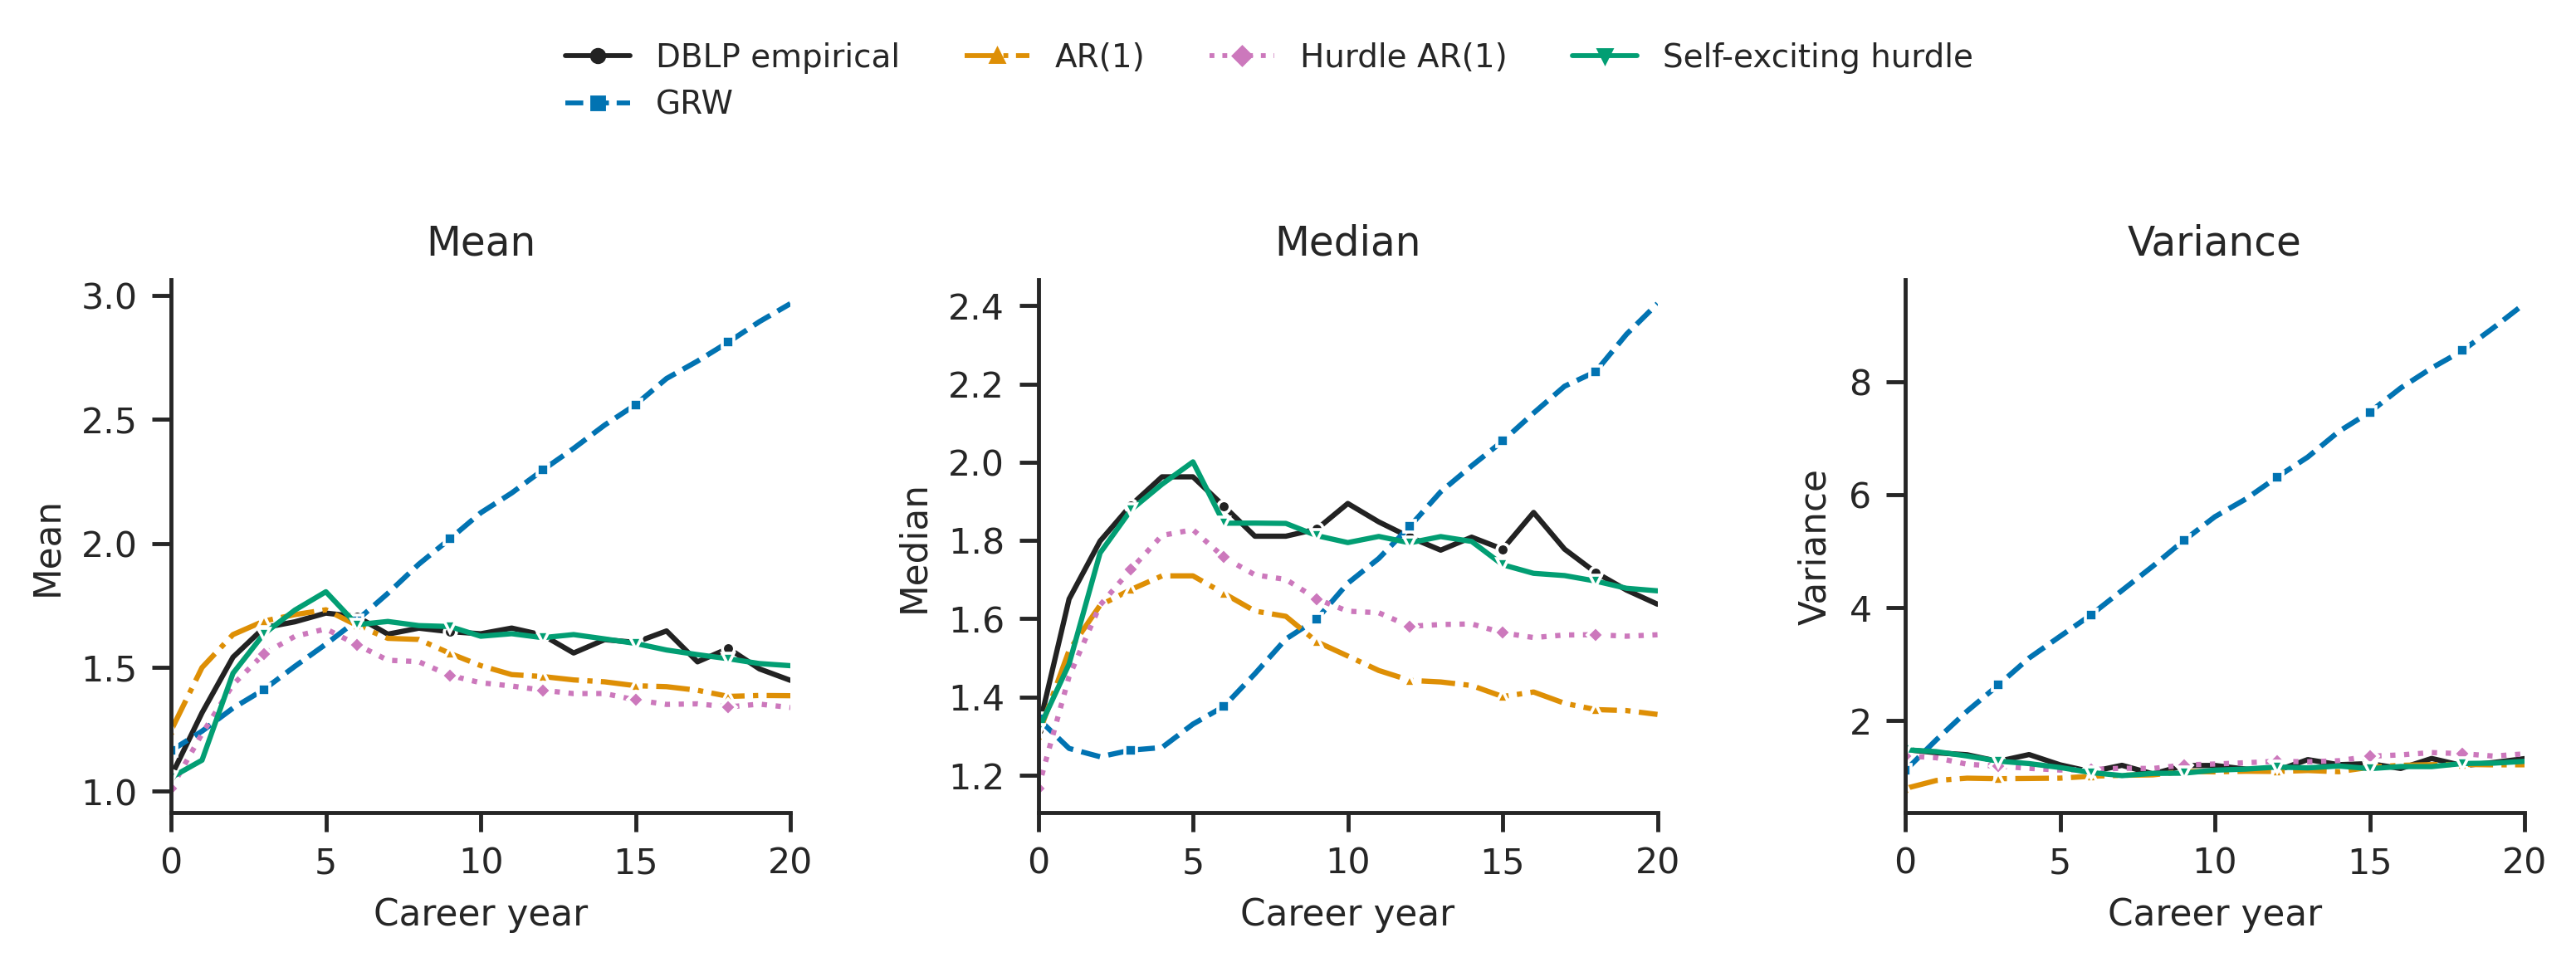 DBLP empirical AR(1) Hurdle AR(1) Self-exciting hurdle
GRW
Mean Median Variance
Mean
3.0
2.5
2.0
1.5
1.0
0 5 10 15 20
Career year
Median
2.4
2.2
2.0
1.8
1.6
1.4
1.2
0 5 10 15 20
Career year
Variance
8
6
4
2
0 5 10 15 20
Career year